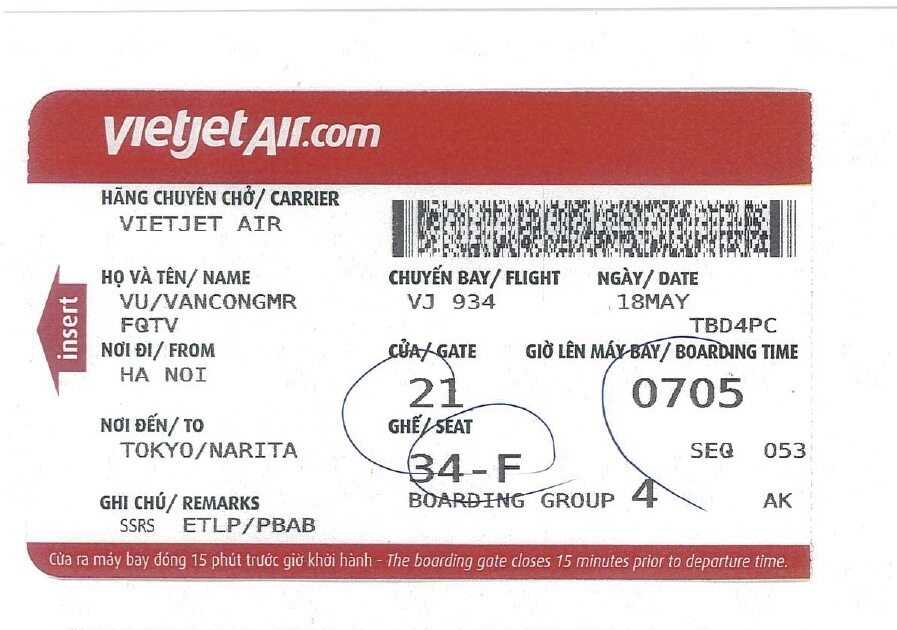 vietjetAir.com
HÃNG CHUYÊN CHỞ/ CARRIER
VIETJET AIR
HỌ VÀ TÊN/ NAME
VU/VANCONGMR
FQTV
CHUYẾN BAY/ FLIGHT
VJ 934
NGÀY/ DATE
18MAY
TBD4PC
insert
NƠI ĐI/ FROM
HA NOI
CỬA/ GATE
21
GIỜ LÊN MÁY BAY/ BOARDING TIME
0705
NƠI ĐẾN/ TO
TOKYO/NARITA
GHẾ/ SEAT
34-F
SEQ 053
BOARDING GROUP 4
AK
GHI CHÚ/ REMARKS
SSRS ETLP/PBAB
Cửa ra máy bay đóng 15 phút trước giờ khởi hành - The boarding gate closes 15 minutes prior to departure time.